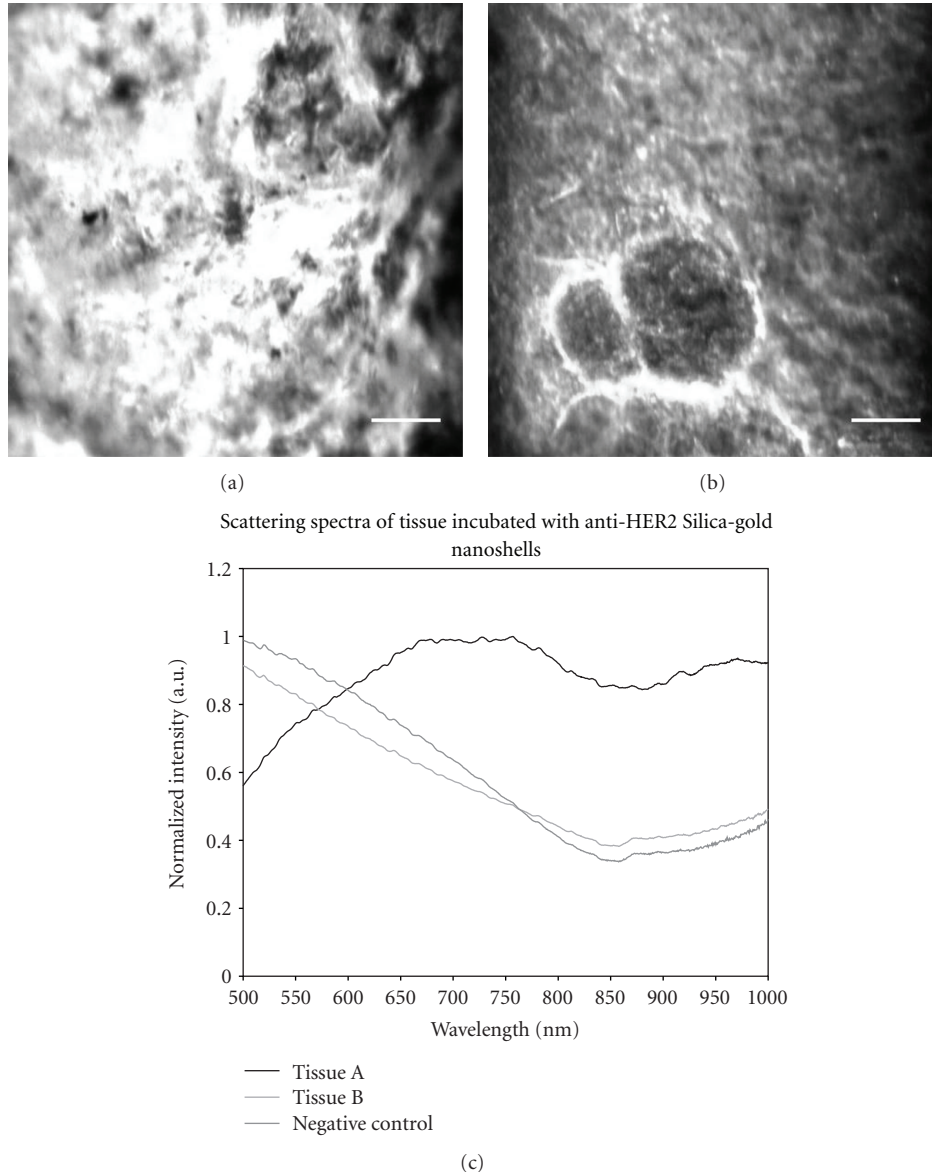 (a)
(b)
Scattering spectra of tissue incubated with anti-HER2 Silica-gold
nanoshells
1.2
1
0.8
0.6
0.4
0.2
0
Normalized intensity (a.u.)
500 550 600 650 700 750 800 850 900 950 1000
Wavelength (nm)
Tissue A
Tissue B
Negative control
(c)